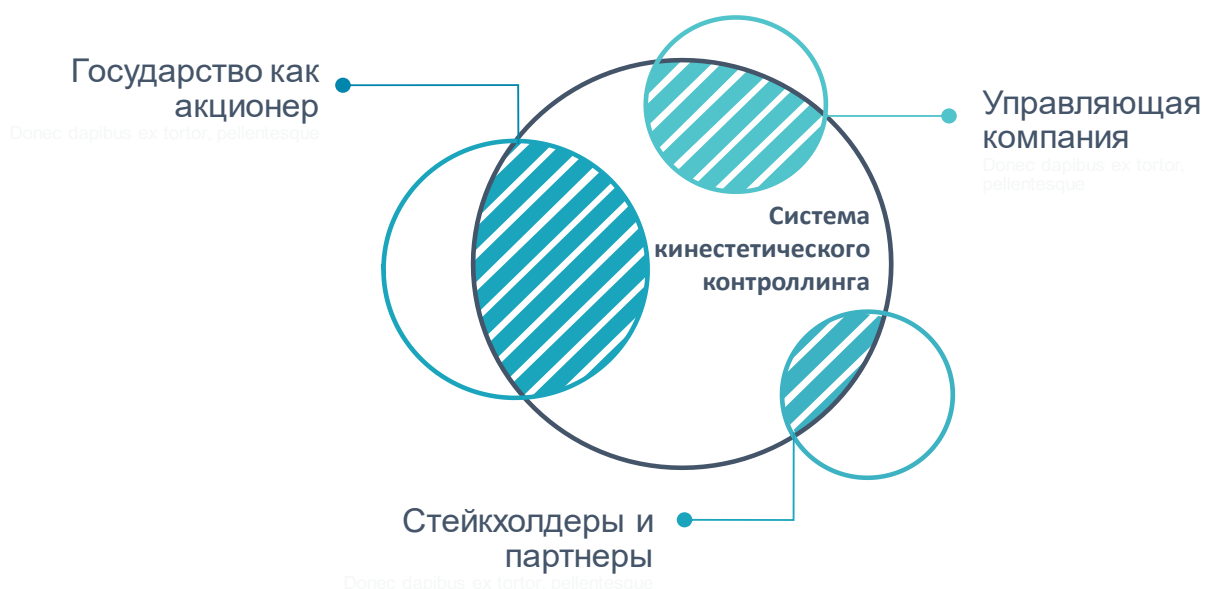 Государство как
акционер
Donec dapibus ex tortor, pellentesque
Управляющая
компания
Donec dapibus ex tortor,
pellentesque
Система
кинестетического
контроллинга
Стейкхолдеры и
партнеры
Donec dapibus ex tortor, pellentesque